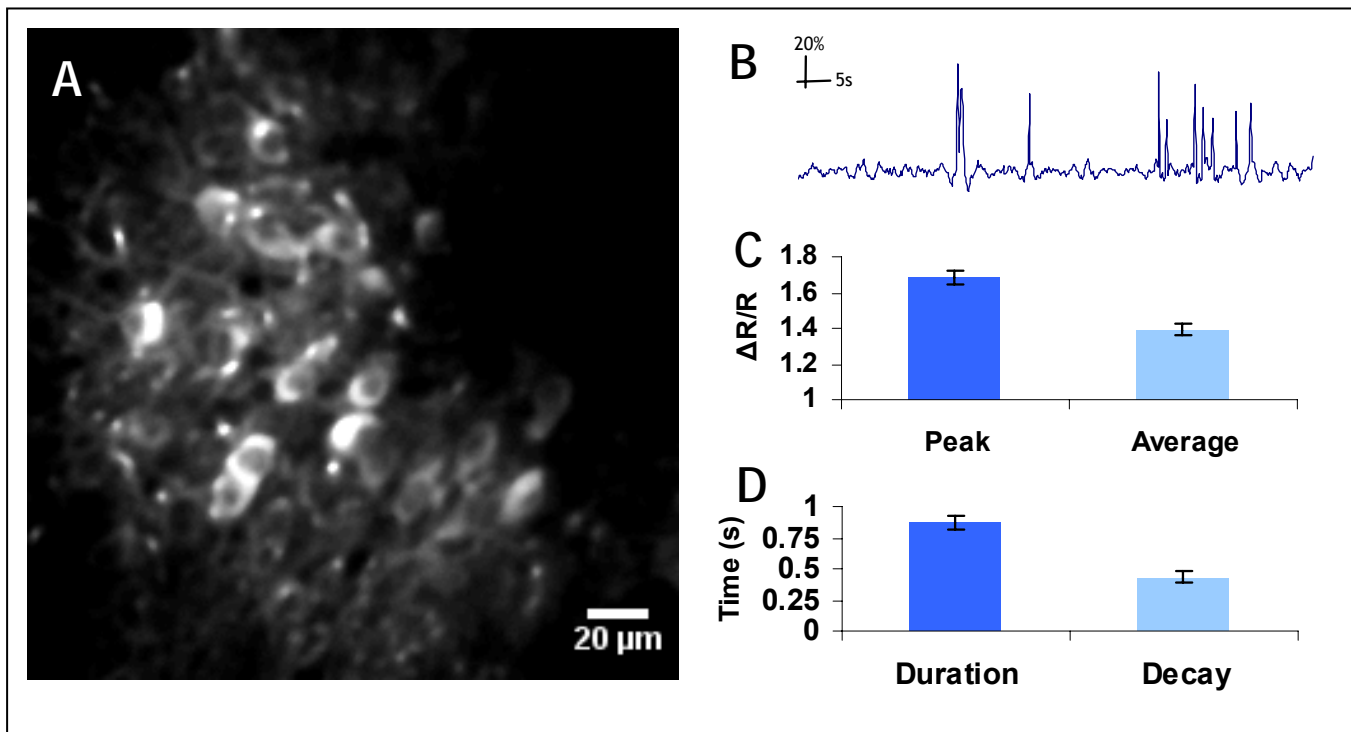 A
20 µm
B
20%
5s
C
ΔR/R
1.8
1.6
1.4
1.2
1
Peak
Average
D
Time (s)
1
0.75
0.5
0.25
0
Duration
Decay